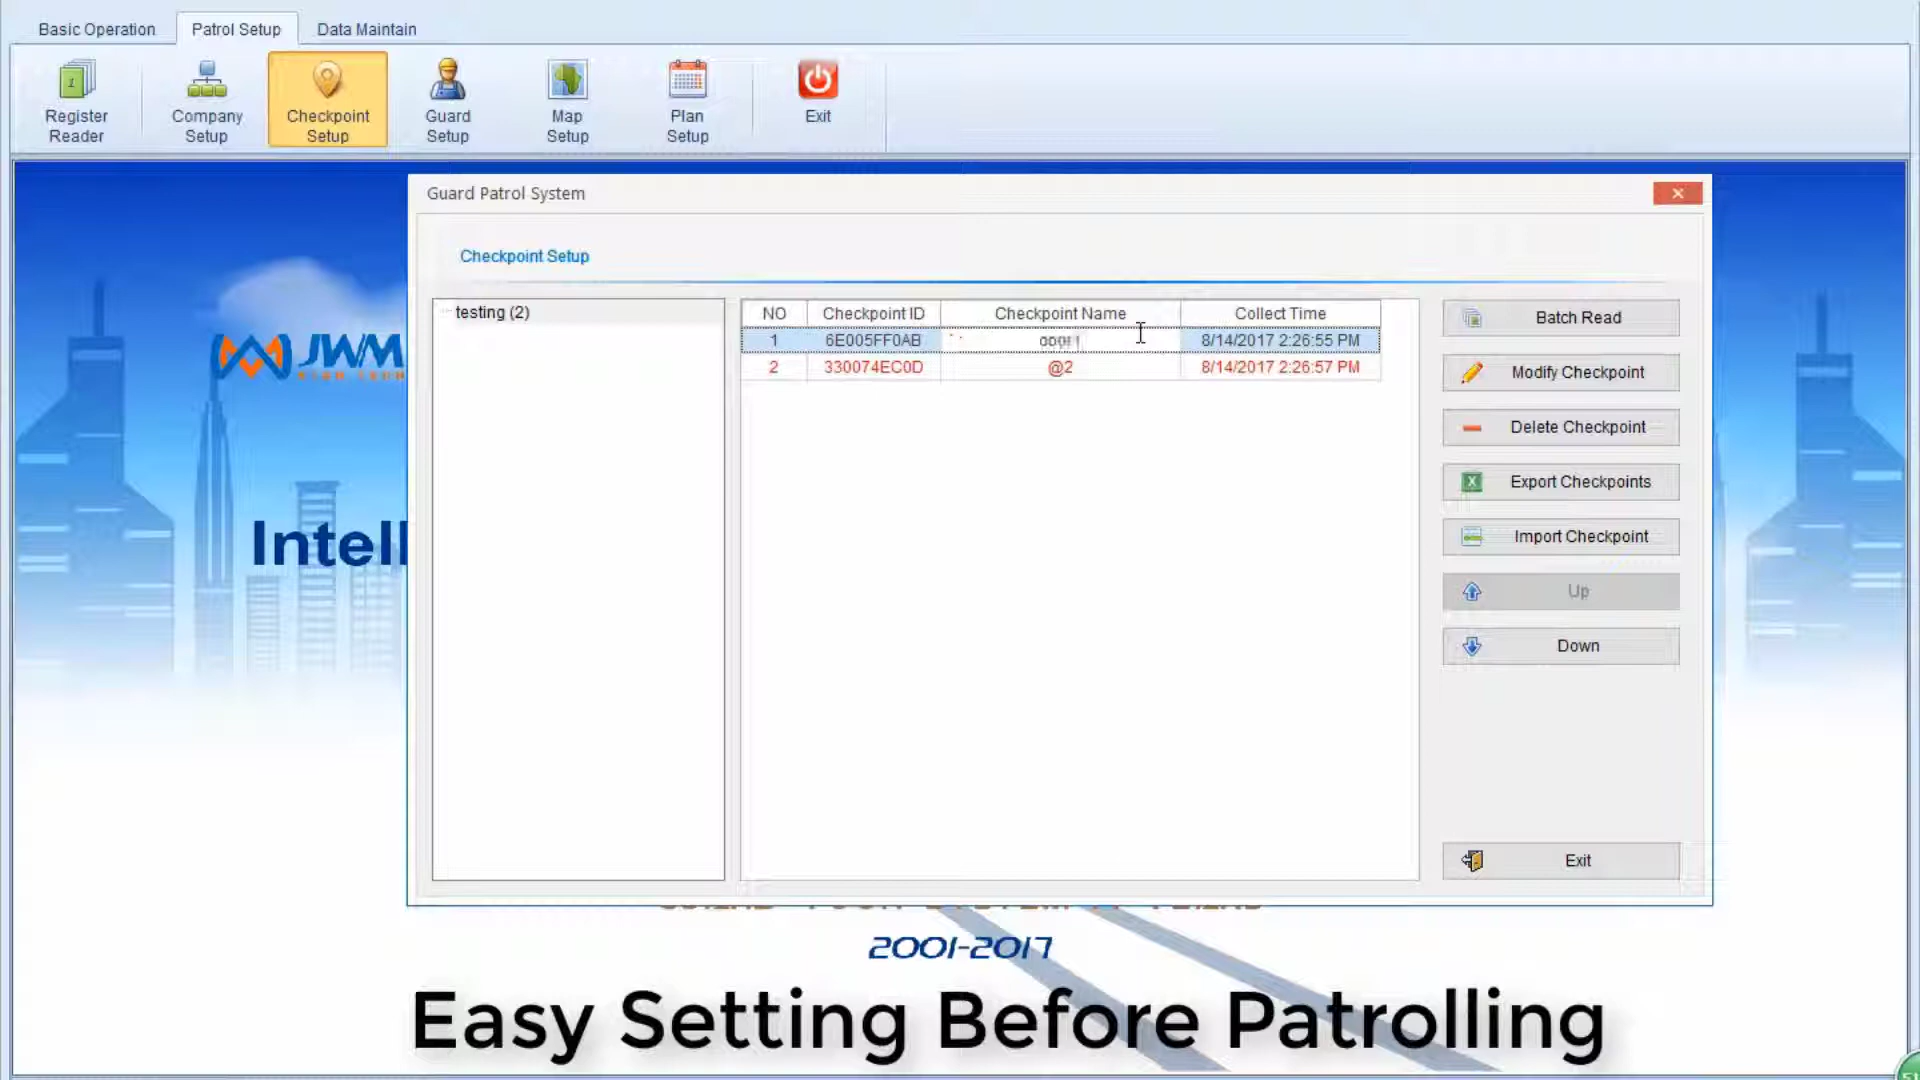 Basic Operation
Patrol Setup
Data Maintain
Register
Reader
Company
Setup
Checkpoint
Setup
Guard
Setup
Map
Setup
Plan
Setup
Exit
Guard Patrol System
Checkpoint Setup
testing (2)
NO Checkpoint ID Checkpoint Name Collect Time
1 6E005FF0AB 8/14/2017 2:26:55 PM
2 330074EC0D @2 8/14/2017 2:26:57 PM
Batch Read
Modify Checkpoint
Delete Checkpoint
Export Checkpoints
Import Checkpoint
Up
Down
Exit
JWM
Intell
2001-2017
Easy Setting Before Patrolling